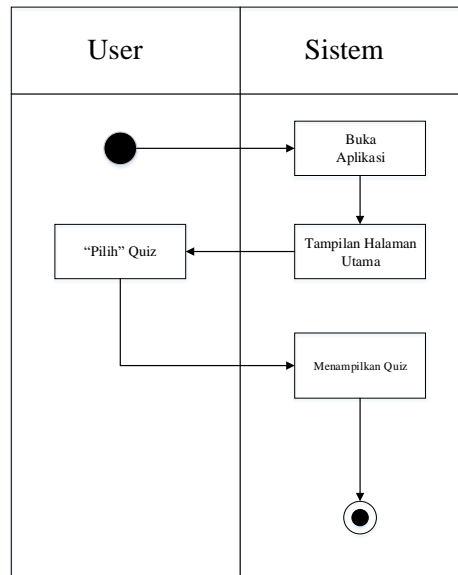 User
Sistem
Buka
Aplikasi
Tampilan Halaman
Utama
“Pilih” Quiz
Menampilkan Quiz